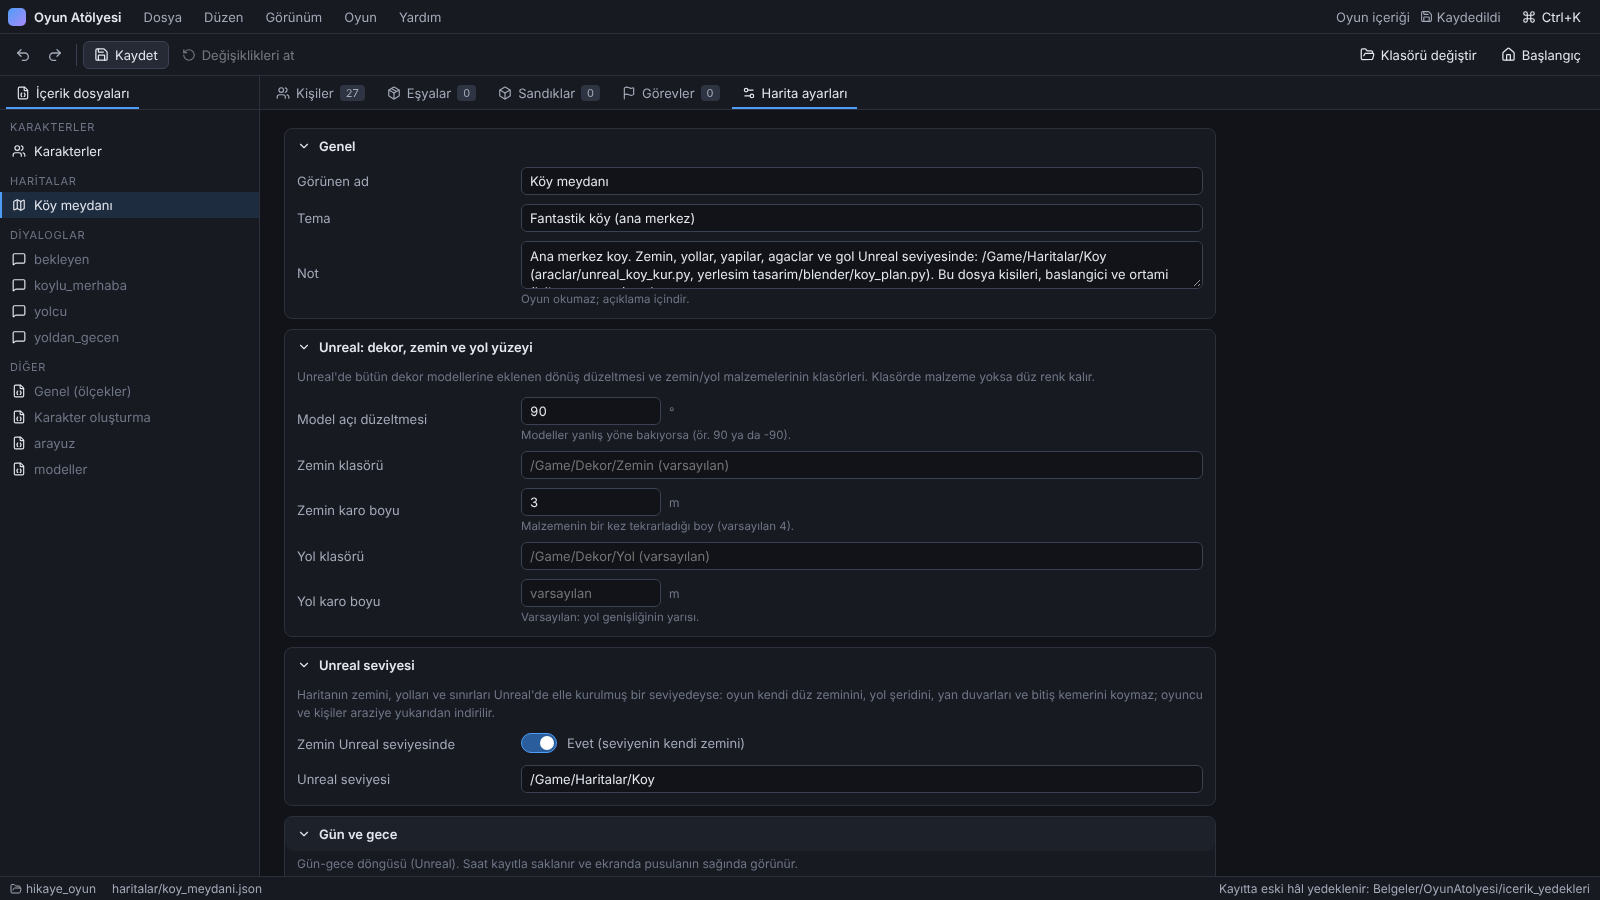 Oyun Atölyesi Dosya Düzen Görünüm Oyun Yardım Oyun içeriği Kaydedildi ⌘ Ctrl+K
Kaydet Değişiklikleri at Klasörü değiştir Başlangıç
İçerik dosyaları Kişiler 27 Eşyalar 0 Sandıklar 0 Görevler 0 Harita ayarları
KARAKTERLER
Karakterler
HARİTALAR
Köy meydanı
DİYALOGLAR
bekleyen
koylu_merhaba
yolcu
yoldan_gecen
DİĞER
Genel (ölçekler)
Karakter oluşturma
arayuz
modeller
Genel
Görünen ad Köy meydanı
Tema Fantastik köy (ana merkez)
Not
Ana merkez koy. Zemin, yollar, yapilar, agaclar ve gol Unreal seviyesinde: /Game/Haritalar/Koy
(araclar/unreal_koy_kur.py, yerlesim tasarim/blender/koy_plan.py). Bu dosya kisileri, baslangici ve ortami
Oyun okumaz; açıklama içindir.
Unreal: dekor, zemin ve yol yüzeyi
Unreal'de bütün dekor modellerine eklenen dönüş düzeltmesi ve zemin/yol malzemelerinin klasörleri. Klasörde malzeme yoksa düz renk kalır.
Model açı düzeltmesi 90 °
Modeller yanlış yöne bakıyorsa (ör. 90 ya da -90).
Zemin klasörü /Game/Dekor/Zemin (varsayılan)
Zemin karo boyu 3 m
Malzemenin bir kez tekrarladığı boy (varsayılan 4).
Yol klasörü /Game/Dekor/Yol (varsayılan)
Yol karo boyu varsayılan m
Varsayılan: yol genişliğinin yarısı.
Unreal seviyesi
Haritanın zemini, yolları ve sınırları Unreal'de elle kurulmuş bir seviyedeyse: oyun kendi düz zeminini, yol şeridini, yan duvarları ve bitiş kemerini koymaz; oyuncu
ve kişiler araziye yukarıdan indirilir.
Zemin Unreal seviyesinde Evet (seviyenin kendi zemini)
Unreal seviyesi /Game/Haritalar/Koy
Gün ve gece
Gün-gece döngüsü (Unreal). Saat kayıtla saklanır ve ekranda pusulanın sağında görünür.
hikaye_oyun haritalar/koy_meydani.json Kayıtta eski hâl yedeklenir: Belgeler/OyunAtolyesi/icerik_yedekleri